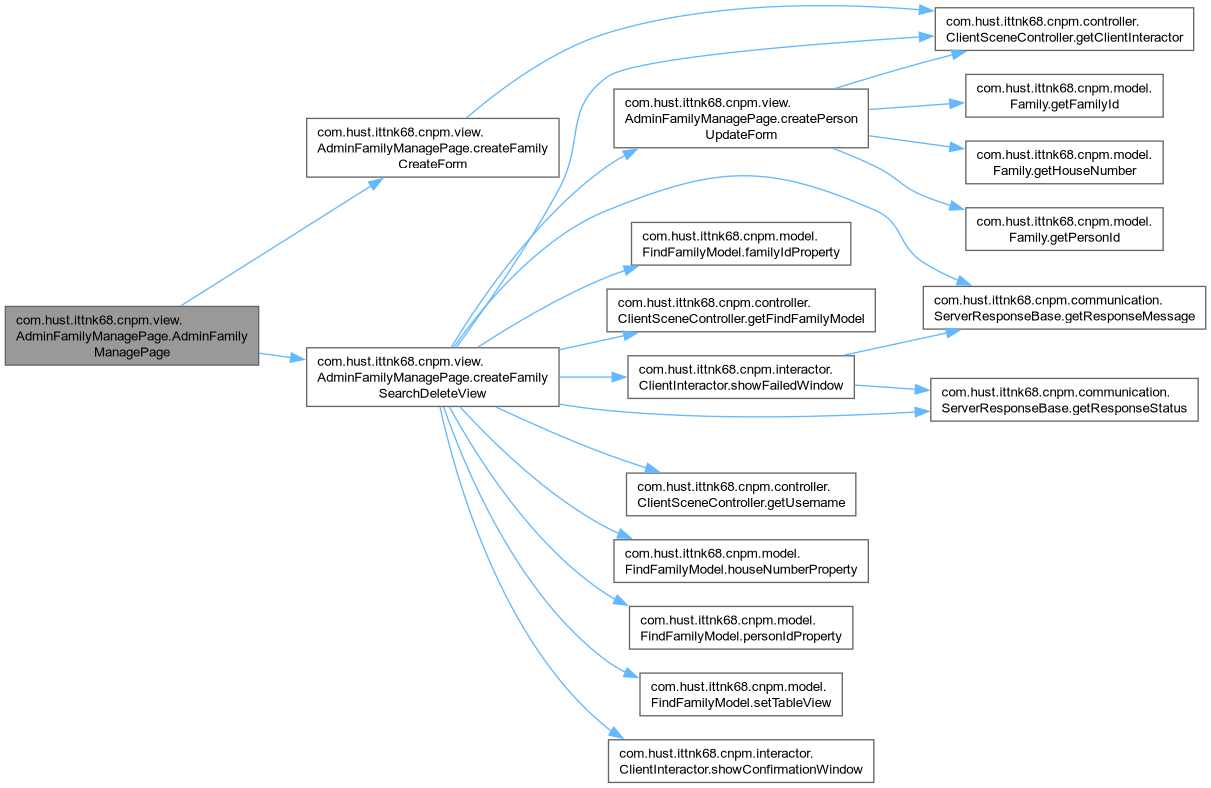 com.hust.ittnk68.cnpm.view.
AdminFamilyManagePage.AdminFamily
ManagePage
com.hust.ittnk68.cnpm.view.
AdminFamilyManagePage.createFamily
CreateForm
com.hust.ittnk68.cnpm.view.
AdminFamilyManagePage.createFamily
SearchDeleteView
com.hust.ittnk68.cnpm.view.
AdminFamilyManagePage.createPerson
UpdateForm
com.hust.ittnk68.cnpm.model.
FindFamilyModel.familyIdProperty
com.hust.ittnk68.cnpm.controller.
ClientSceneController.getFindFamilyModel
com.hust.ittnk68.cnpm.interactor.
ClientInteractor.showFailedWindow
com.hust.ittnk68.cnpm.controller.
ClientSceneController.getUsername
com.hust.ittnk68.cnpm.model.
FindFamilyModel.houseNumberProperty
com.hust.ittnk68.cnpm.model.
FindFamilyModel.personIdProperty
com.hust.ittnk68.cnpm.model.
FindFamilyModel.setTableView
com.hust.ittnk68.cnpm.interactor.
ClientInteractor.showConfirmationWindow
com.hust.ittnk68.cnpm.controller.
ClientSceneController.getClientInteractor
com.hust.ittnk68.cnpm.model.
Family.getFamilyId
com.hust.ittnk68.cnpm.model.
Family.getHouseNumber
com.hust.ittnk68.cnpm.model.
Family.getPersonId
com.hust.ittnk68.cnpm.communication.
ServerResponseBase.getResponseMessage
com.hust.ittnk68.cnpm.communication.
ServerResponseBase.getResponseStatus